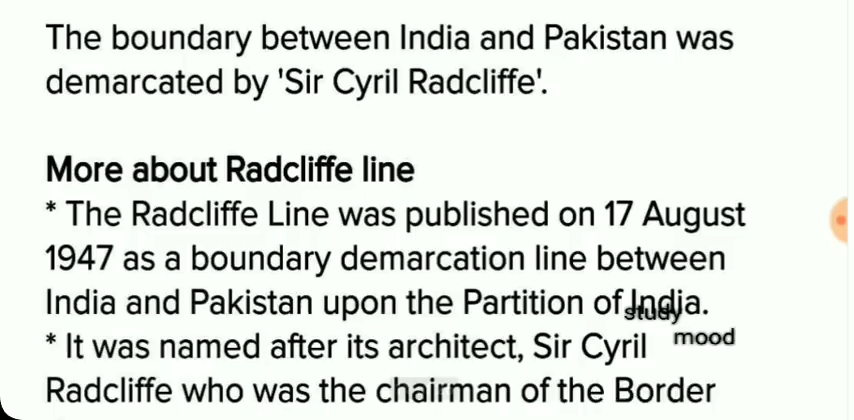 The boundary between India and Pakistan was
demarcated by 'Sir Cyril Radcliffe'.
More about Radcliffe line
* The Radcliffe Line was published on 17 August
1947 as a boundary demarcation line between
India and Pakistan upon the Partition of India.
study
* It was named after its architect, Sir Cyril
mood
Radcliffe who was the chairman of the Border